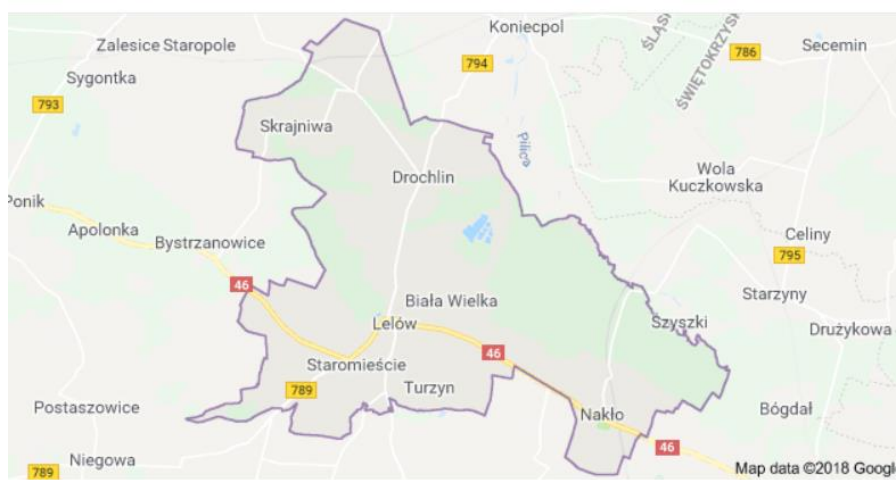 Koniecpol
Zalesice Staropole
ŚLĄSK
ŚWIĘTOKRZYSK
786
Secemin
794
Sygontka
793
Skrajniwa
Pilica
Drochlin
Wola
Kuczkowska
Ponik
Apolonka
Bystrzanowice
Celiny
795
46
Biała Wielka
Starzyny
Lelów
Szyszki
Drużykowa
46
Staromieście
789
Turzyn
Postaszowice
Nakło
Bógdał
46
Niegowa
789
Map data ©2018 Google